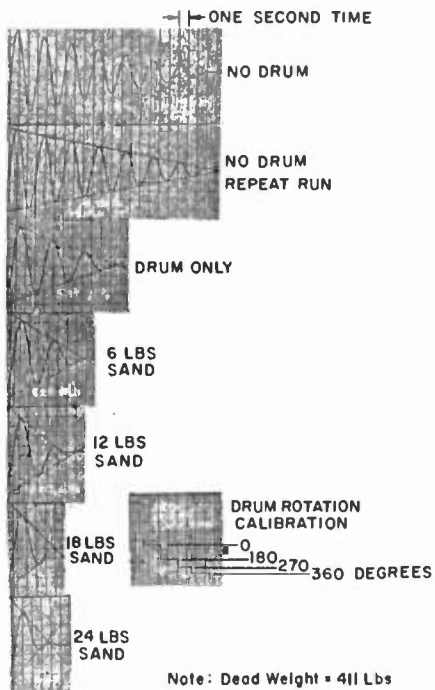 ONE SECOND TIME
NO DRUM
NO DRUM
REPEAT RUN
DRUM ONLY
6 LBS
SAND
12 LBS
SAND
18 LBS
SAND
24 LBS
SAND
DRUM ROTATION
CALIBRATION
0
180
270
360 DEGREES
Note: Dead Weight = 411 Lbs